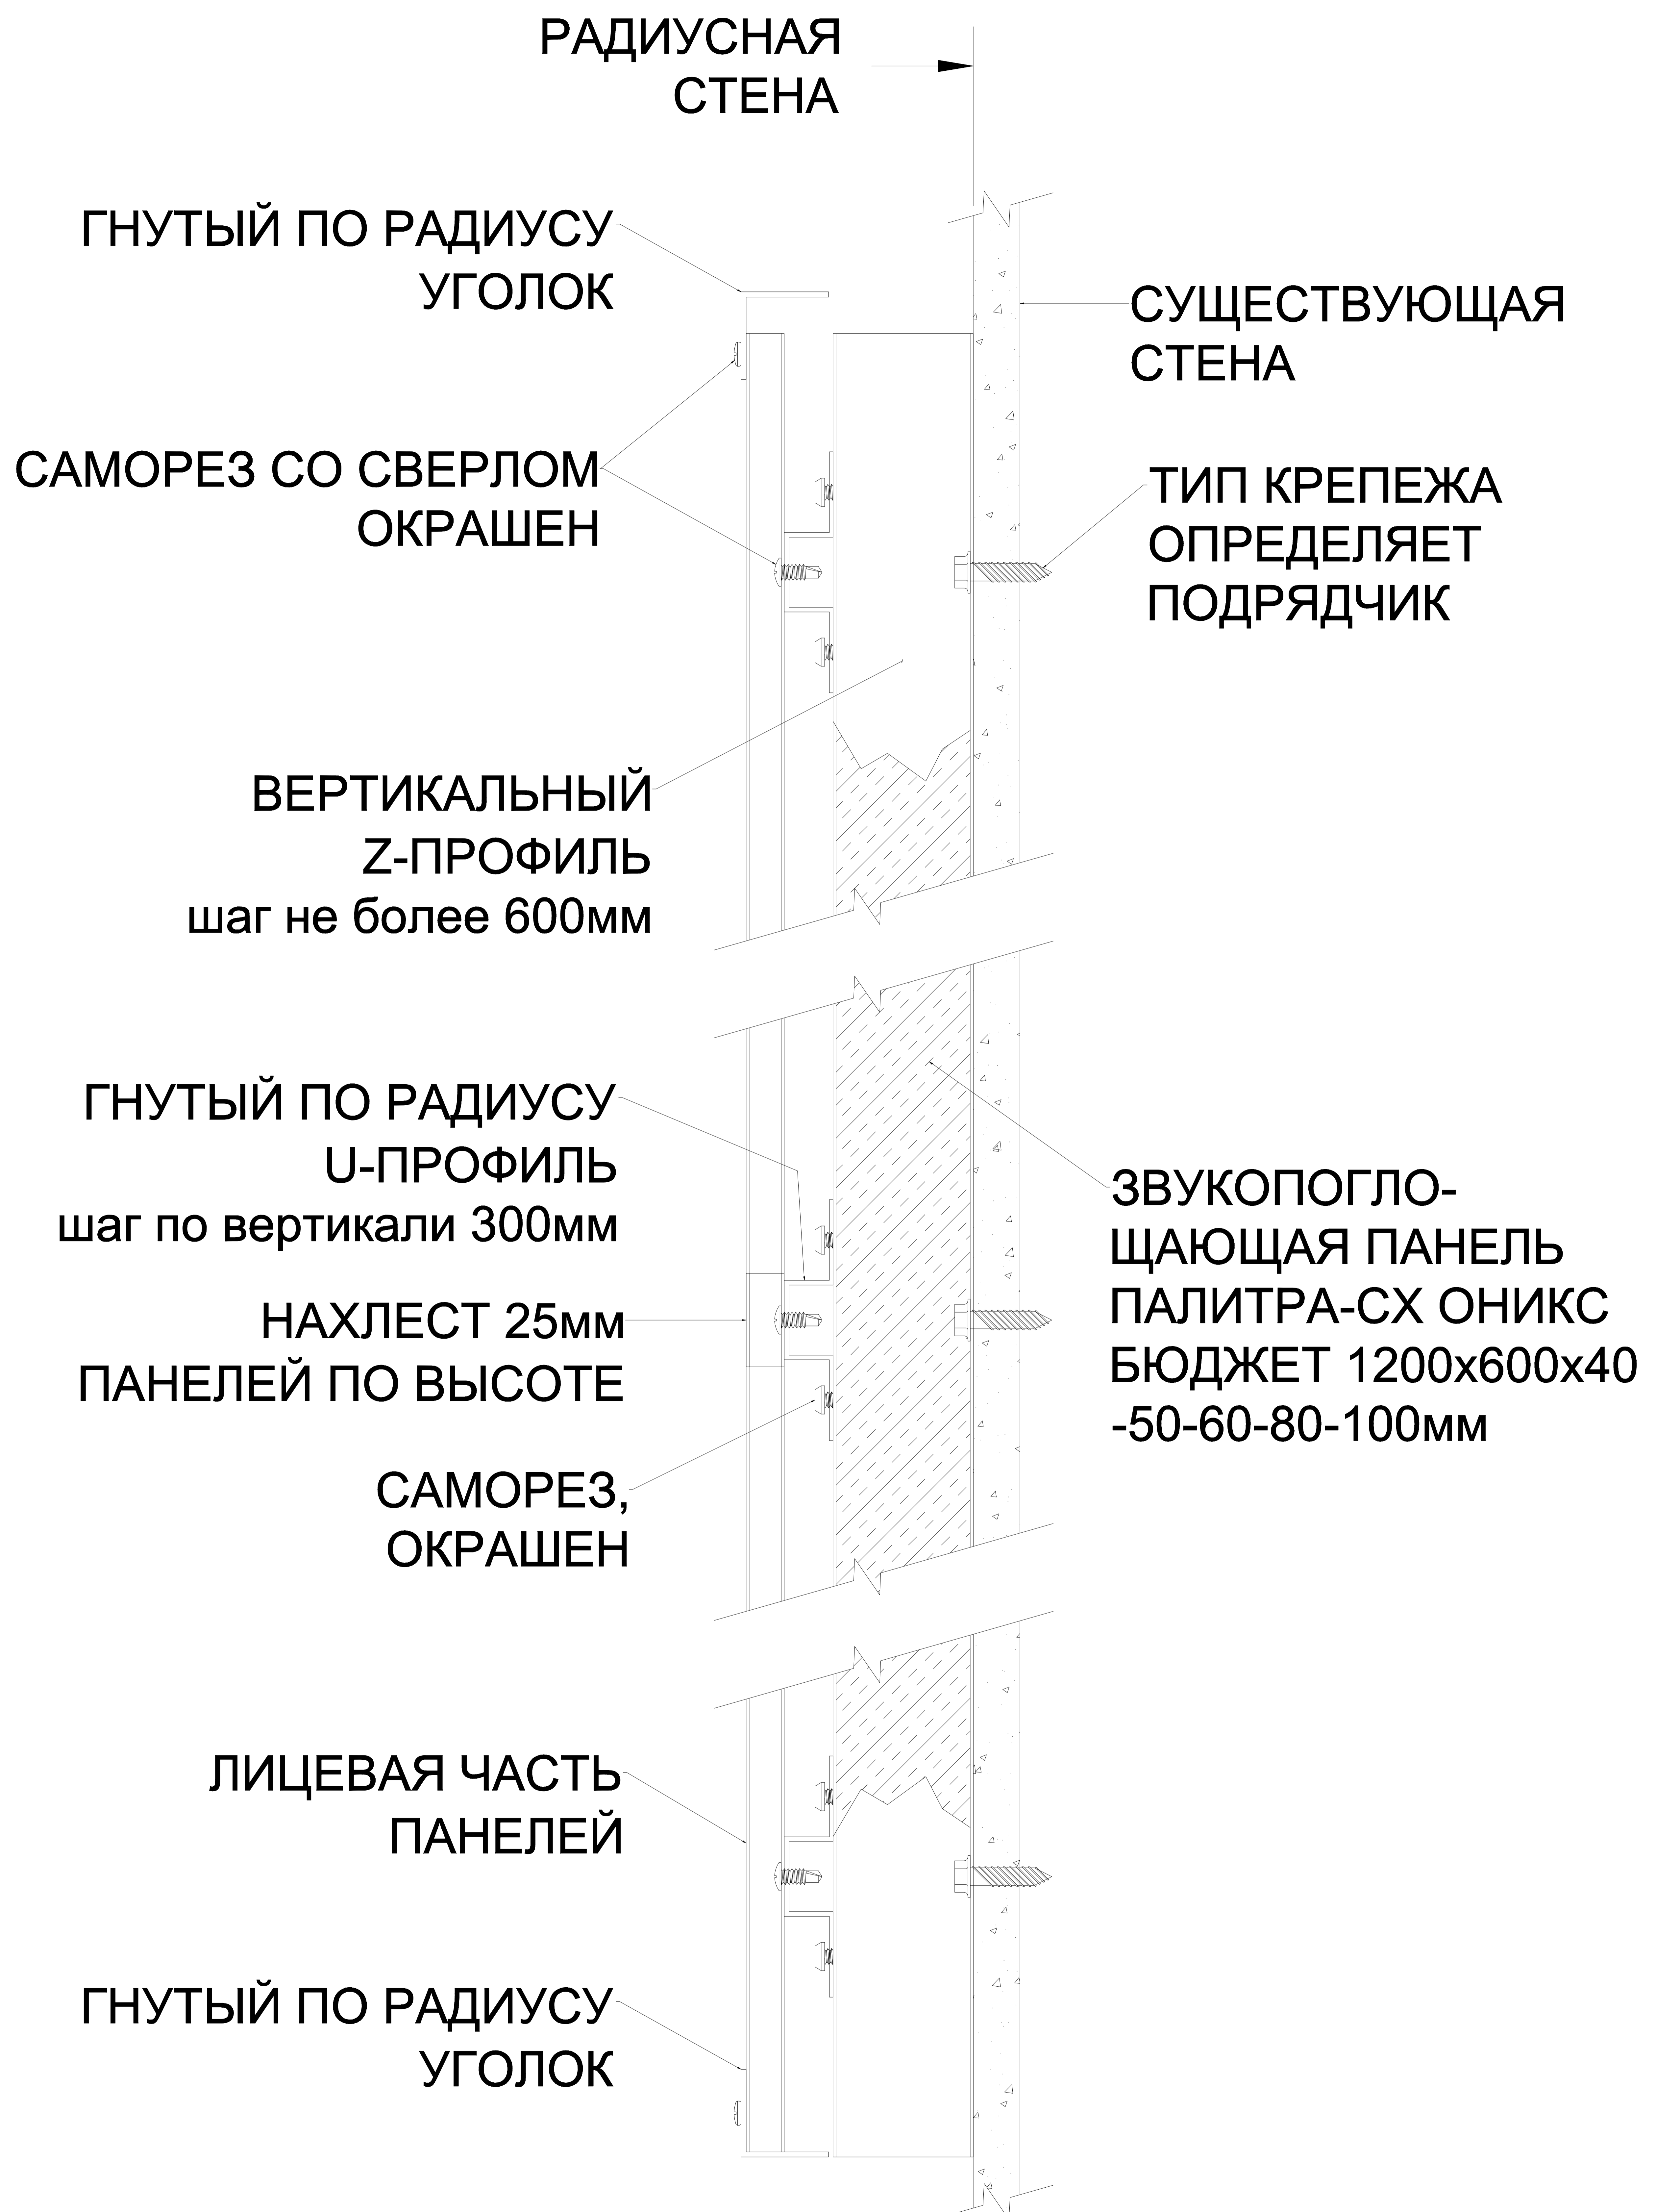 РАДИУСНАЯ
СТЕНА
ГНУТЫЙ ПО РАДИУСУ
УГОЛОК
СУЩЕСТВУЮЩАЯ
СТЕНА
САМОРЕЗ СО СВЕРЛОМ
ОКРАШЕН
ТИП КРЕПЕЖА
ОПРЕДЕЛЯЕТ
ПОДРЯДЧИК
ВЕРТИКАЛЬНЫЙ
Z-ПРОФИЛЬ
шаг не более 600мм
ГНУТЫЙ ПО РАДИУСУ
U-ПРОФИЛЬ
шаг по вертикали 300мм
ЗВУКОПОГЛО-
ЩАЮЩАЯ ПАНЕЛЬ
ПАЛИТРА-СХ ОНИКС
БЮДЖЕТ 1200х600х40
-50-60-80-100мм
НАХЛЕСТ 25мм
ПАНЕЛЕЙ ПО ВЫСОТЕ
САМОРЕЗ,
ОКРАШЕН
ЛИЦЕВАЯ ЧАСТЬ
ПАНЕЛЕЙ
ГНУТЫЙ ПО РАДИУСУ
УГОЛОК